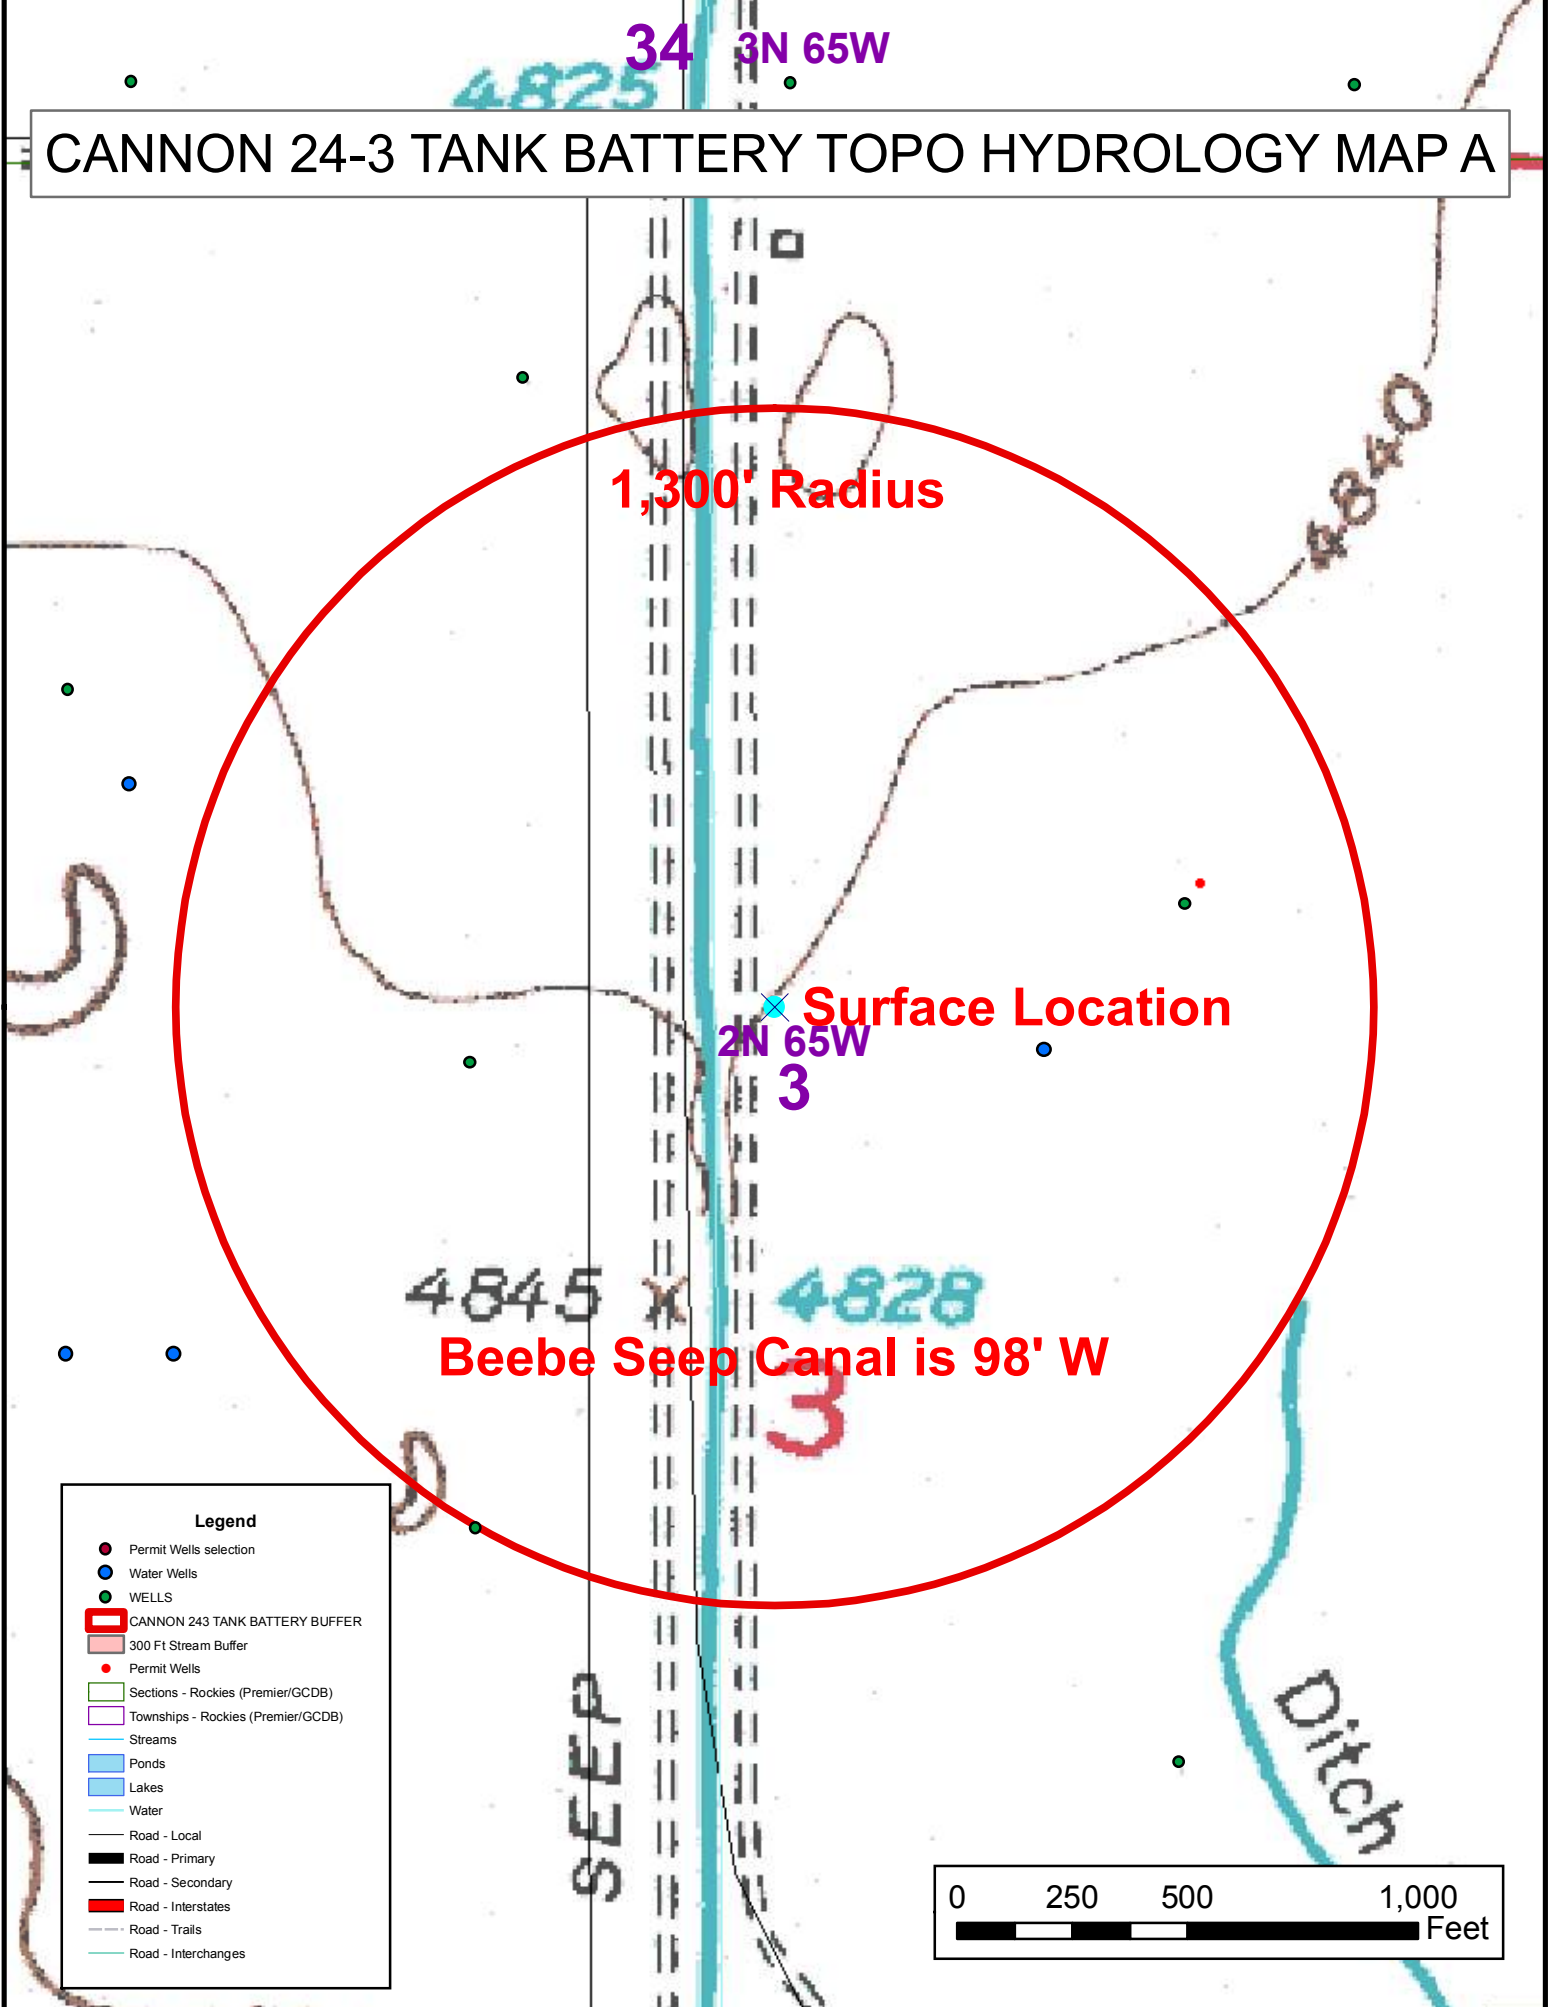 34 3N 65W
4825
CANNON 24-3 TANK BATTERY TOPO HYDROLOGY MAP A
4840
1,300' Radius
Surface Location
2N 65W
3
4845 x 4828
Beebe Seep Canal is 98' W
3
Legend
Permit Wells selection
Water Wells
WELLS
CANNON 243 TANK BATTERY BUFFER
300 Ft Stream Buffer
Permit Wells
Sections - Rockies (Premier/GCDB)
Townships - Rockies (Premier/GCDB)
Streams
Ponds
Lakes
Water
Road - Local
Road - Primary
Road - Secondary
Road - Interstates
Road - Trails
Road - Interchanges
SEEP
Ditch
0 250 500 1,000
Feet